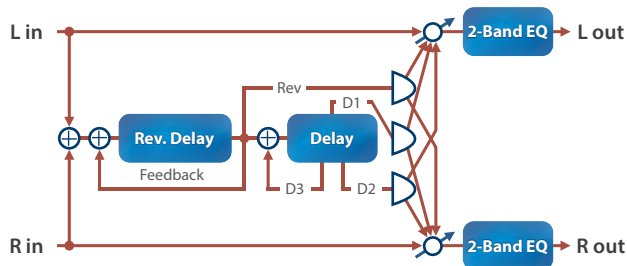 L in
2-Band EQ
L out
Rev
D1
Rev. Delay
Delay
Feedback
D3
D2
R in
2-Band EQ
R out